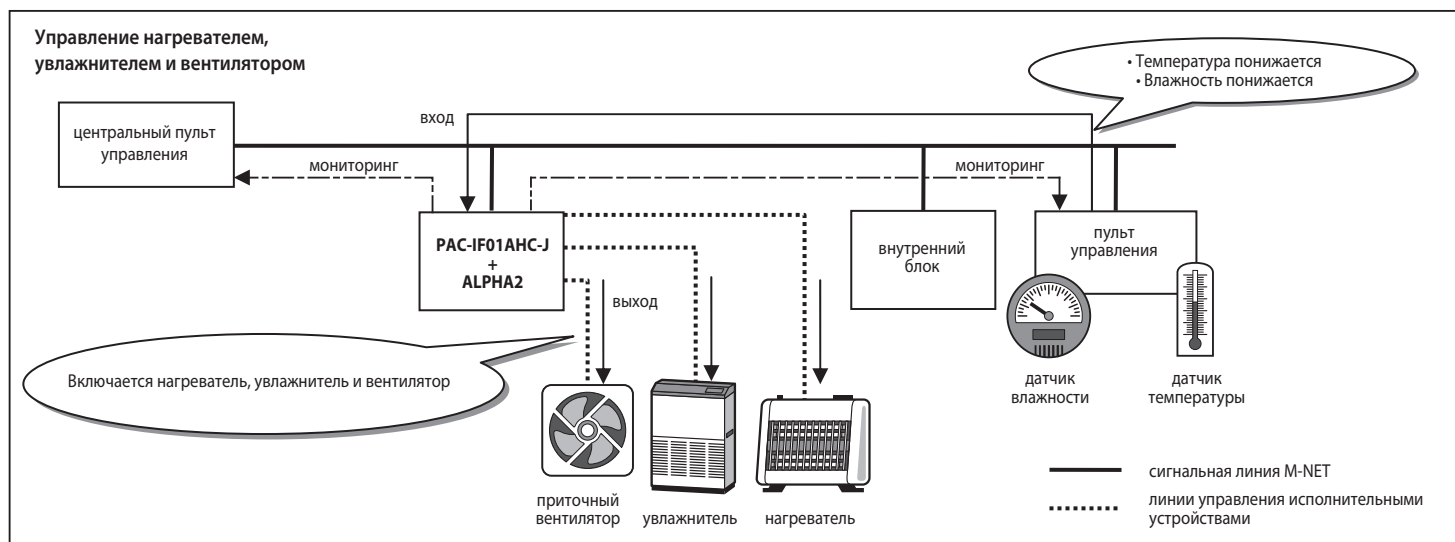 Управление нагревателем,
увлажнителем и вентилятором
• Температура понижается
• Влажность понижается
центральный пульт
управления
вход
мониторинг
мониторинг
PAC-IF01AHC-J
+
ALPHA2
внутренний
блок
пульт
управления
выход
Включается нагреватель, увлажнитель и вентилятор
датчик
влажности
датчик
температуры
приточный
вентилятор
увлажнитель
нагреватель
сигнальная линия M-NET
линии управления исполнительными
устройствами